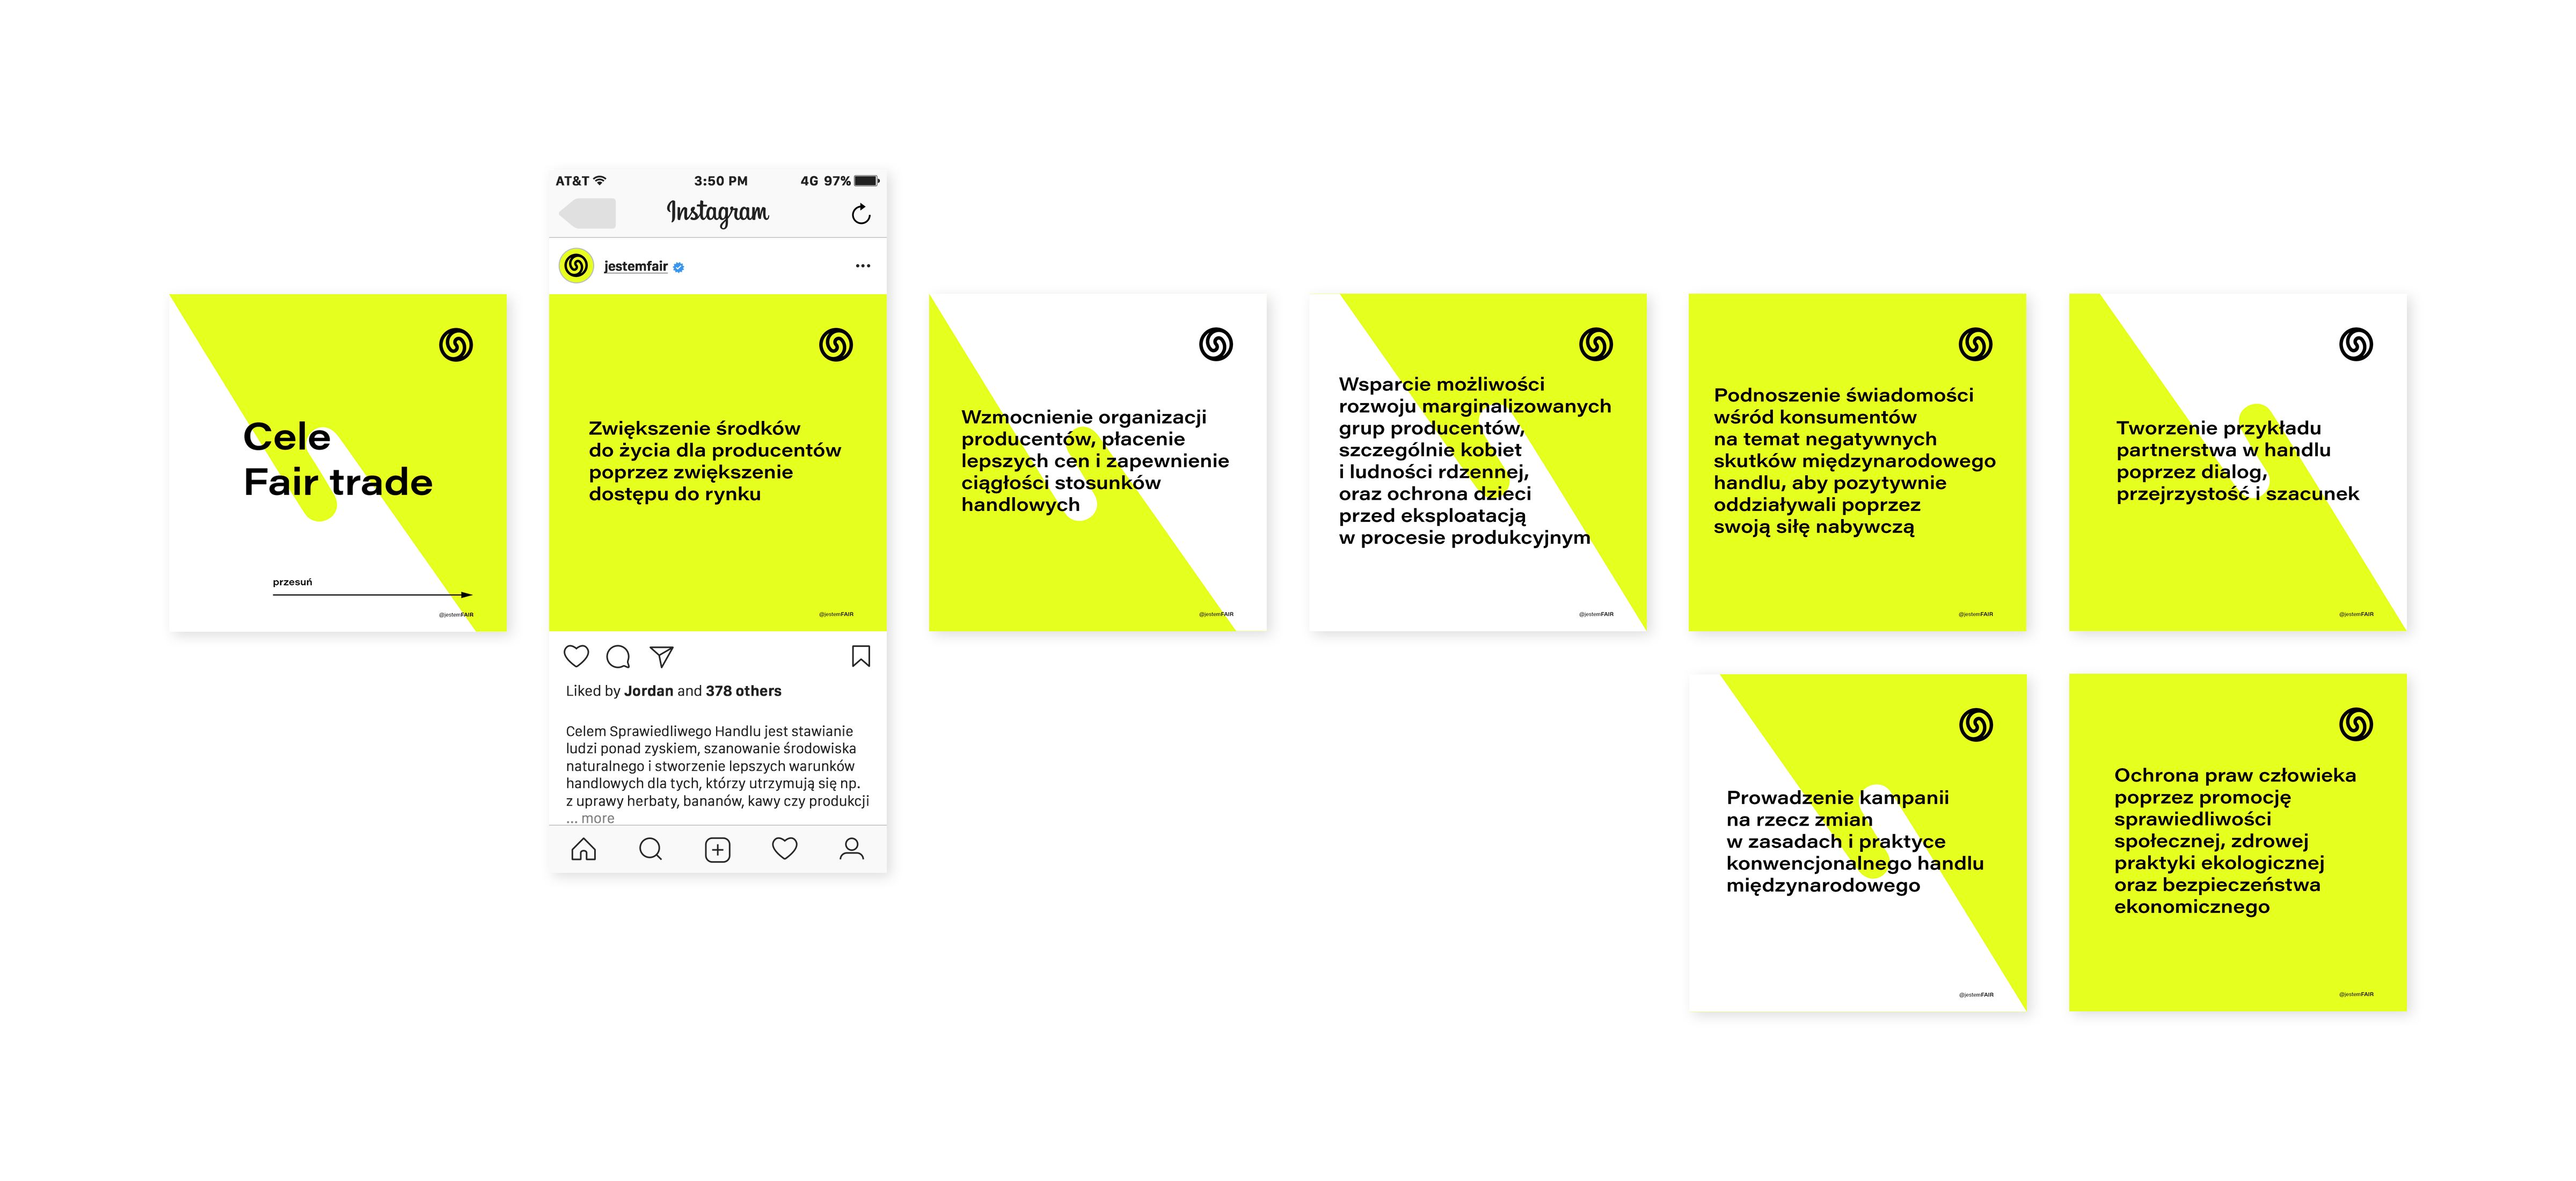 Cele
Fair trade
przesuń
@jestemFAIR
AT&T
3:50 PM
4G 97%
Instagram
jestemfair
Zwiększenie środków
do życia dla producentów
poprzez zwiększenie
dostępu do rynku
@jestemFAIR
Liked by Jordan and 378 others
Celem Sprawiedliwego Handlu jest stawianie
ludzi ponad zyskiem, szanowanie środowiska
naturalnego i stworzenie lepszych warunków
handlowych dla tych, którzy utrzymują się np.
z uprawy herbaty, bananów, kawy czy produkcji
... more
Wzmocnienie organizacji
producentów, płacenie
lepszych cen i zapewnienie
ciągłości stosunków
handlowych
@jestemFAIR
Wsparcie możliwości
rozwoju marginalizowanych
grup producentów,
szczególnie kobiet
i ludności rdzennej,
oraz ochrona dzieci
przed eksploatacją
w procesie produkcyjnym
@jestemFAIR
Podnoszenie świadomości
wśród konsumentów
na temat negatywnych
skutków międzynarodowego
handlu, aby pozytywnie
oddziaływali poprzez
swoją siłę nabywczą
@jestemFAIR
Tworzenie przykładu
partnerstwa w handlu
poprzez dialog,
przejrzystość i szacunek
@jestemFAIR
Prowadzenie kampanii
na rzecz zmian
w zasadach i praktyce
konwencjonalnego handlu
międzynarodowego
@jestemFAIR
Ochrona praw człowieka
poprzez promocję
sprawiedliwości
społecznej, zdrowej
praktyki ekologicznej
oraz bezpieczeństwa
ekonomicznego
@jestemFAIR